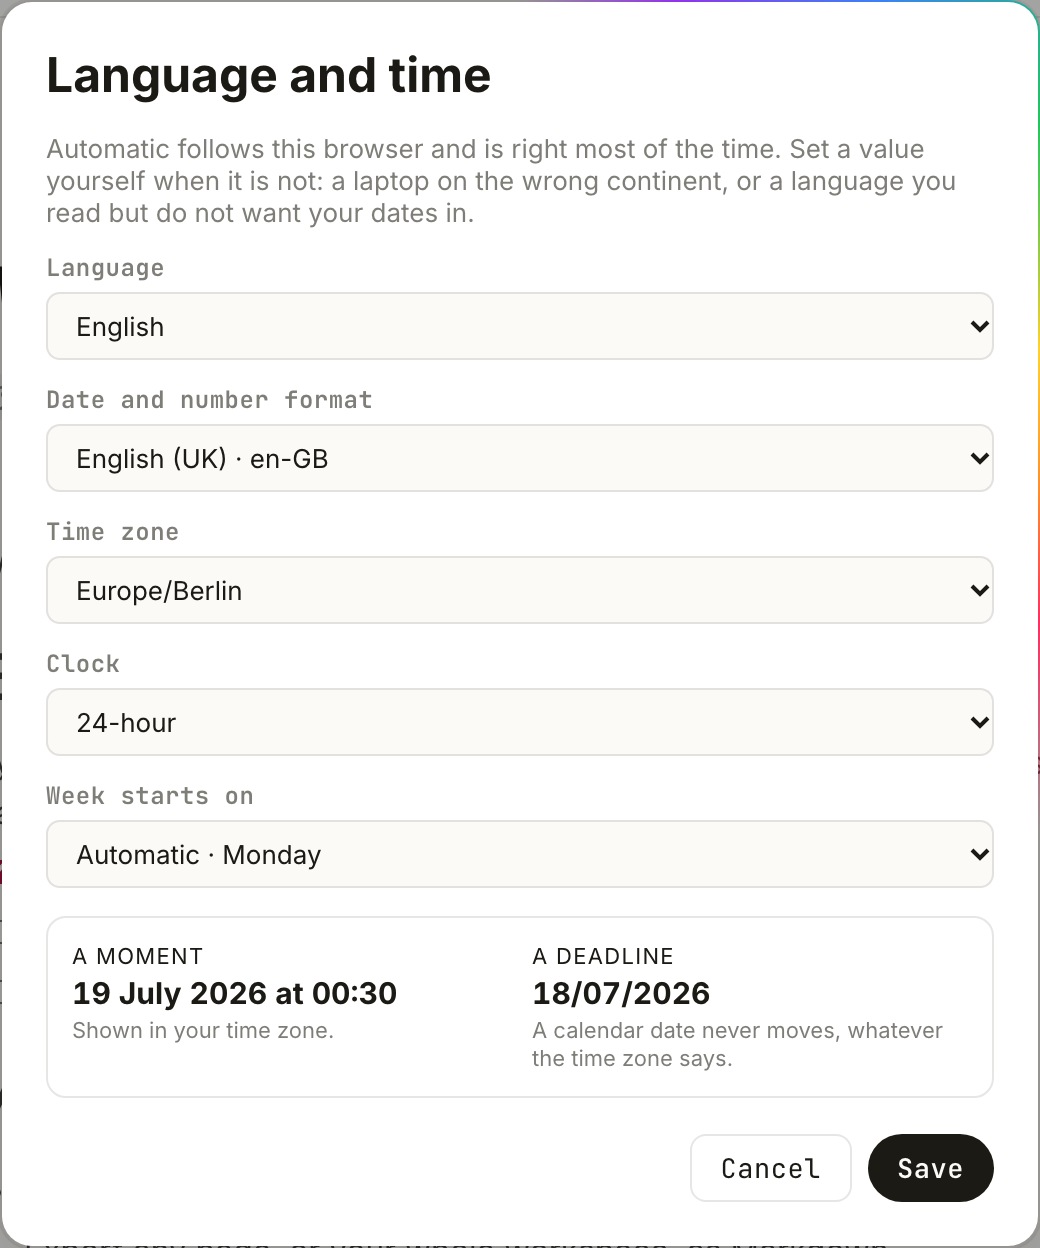 Language and time
Automatic follows this browser and is right most of the time. Set a value
yourself when it is not: a laptop on the wrong continent, or a language you
read but do not want your dates in.
Language
English
Date and number format
English (UK) · en-GB
Time zone
Europe/Berlin
Clock
24-hour
Week starts on
Automatic · Monday
A MOMENT
19 July 2026 at 00:30
Shown in your time zone.
A DEADLINE
18/07/2026
A calendar date never moves, whatever
the time zone says.
Cancel
Save